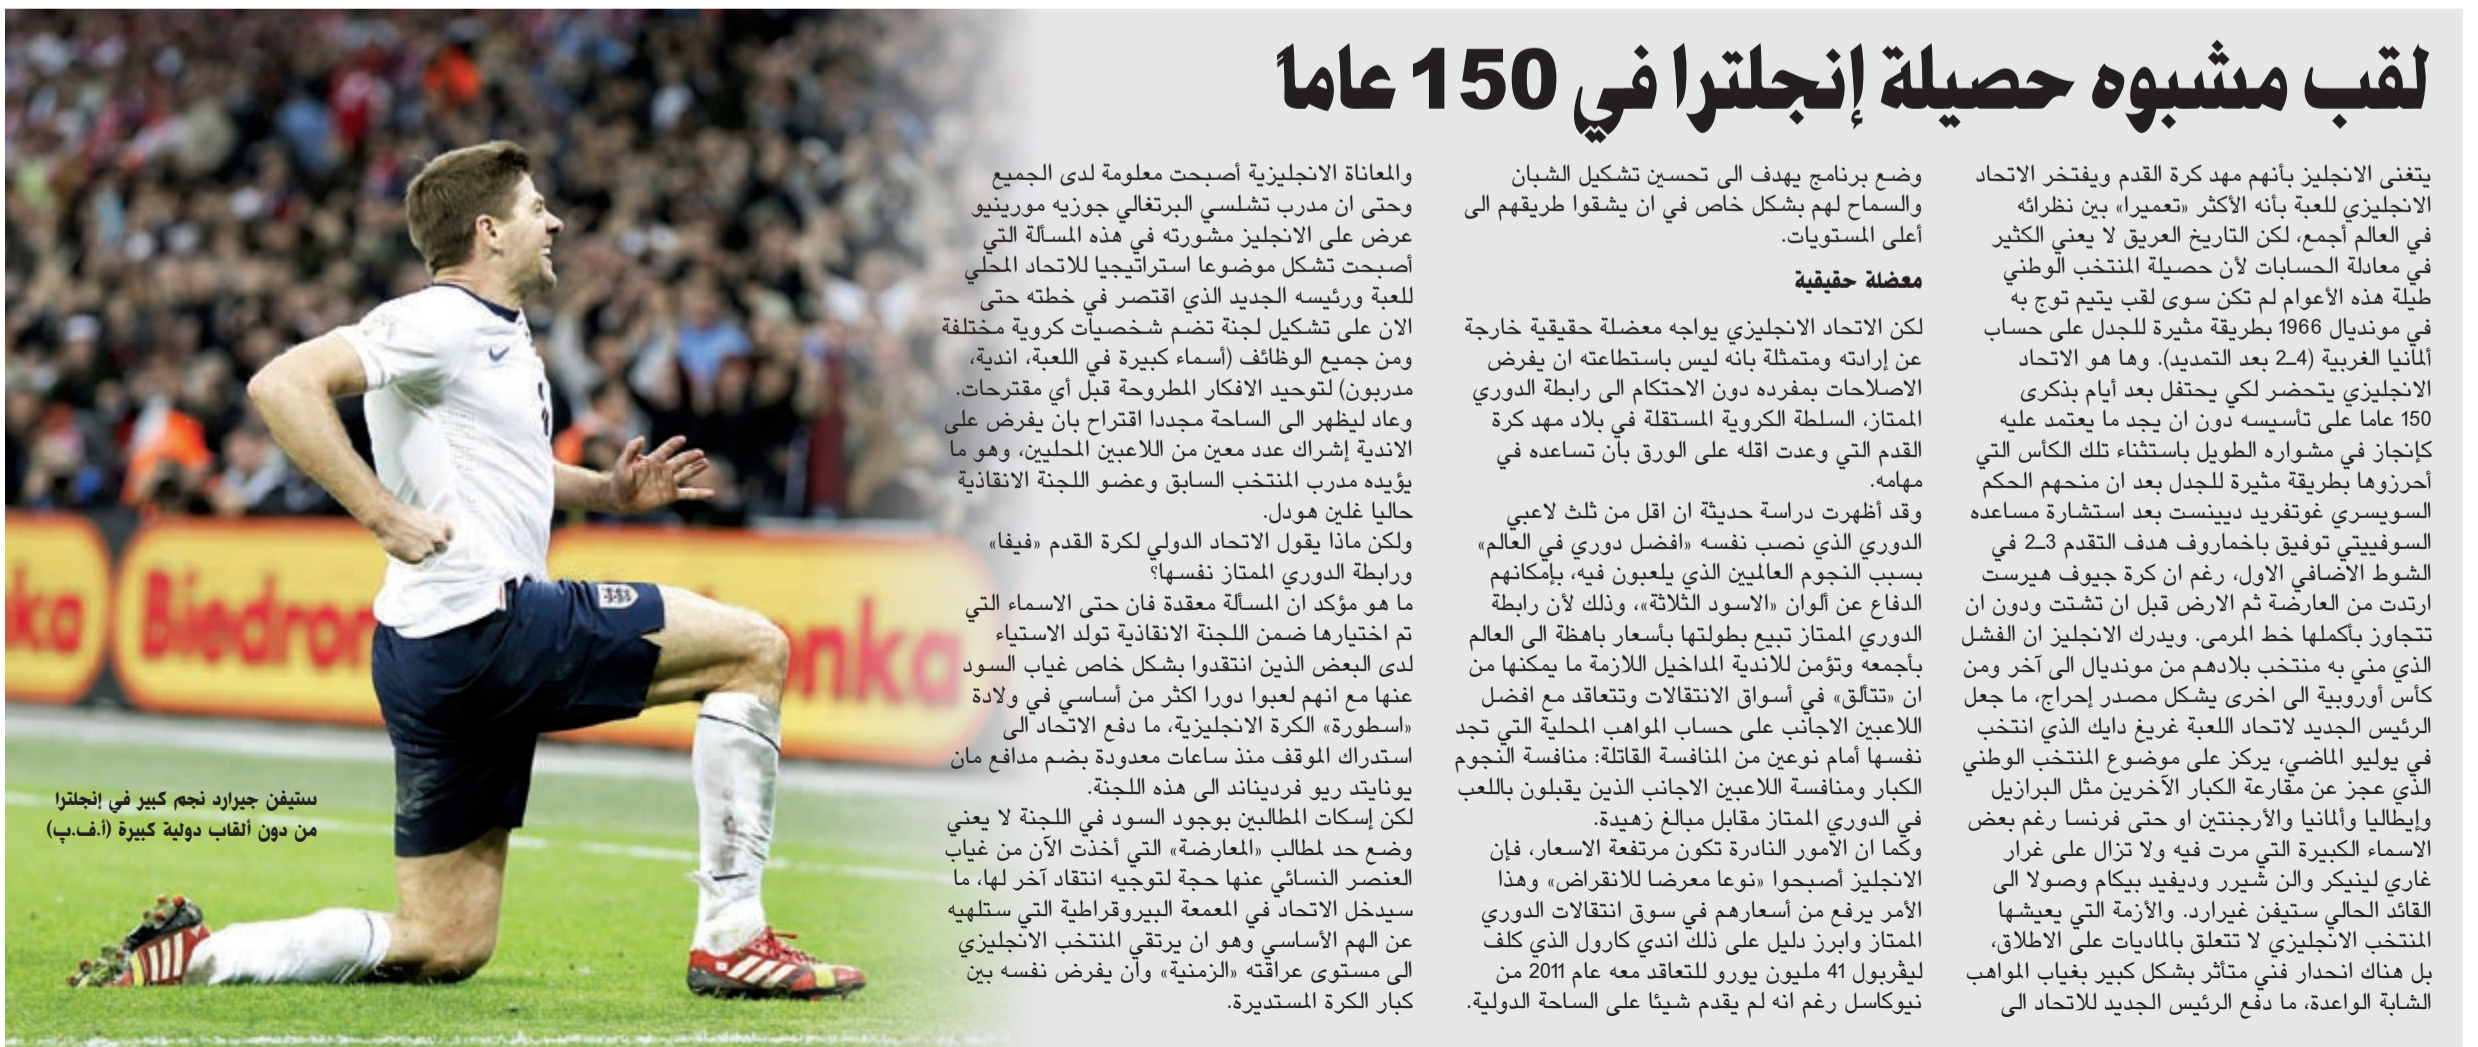 لقب مشبوه حصيلة إنجلترا في 150 عاماً
يتغنى الانجليز بأنهم مهد كرة القدم ويفتخر الاتحاد
الانجليزي للعبة بأنه الأكثر «تعميرا» بين نظرائه
في العالم أجمع، لكن التاريخ العريق لا يعني الكثير
في معادلة الحسابات لأن حصيلة المنتخب الوطني
طيلة هذه الأعوام لم تكن سوى لقب يتيم توج به
في مونديال 1966 بطريقة مثيرة للجدل على حساب
ألمانيا الغربية (4ـ2 بعد التمديد). وها هو الاتحاد
الانجليزي يتحضر لكي يحتفل بعد أيام بذكرى
150 عاما على تأسيسه دون ان يجد ما يعتمد عليه
كإنجاز في مشواره الطويل باستثناء تلك الكأس التي
أحرزوها بطريقة مثيرة للجدل بعد ان منحهم الحكم
السويسري غوتفريد ديينست بعد استشارة مساعده
السوفييتي توفيق باخماروف هدف التقدم 3ـ2 في
الشوط الاضافي الاول، رغم ان كرة جيوف هيرست
ارتدت من العارضة ثم الارض قبل ان تشتت ودون ان
تتجاوز بأكملها خط المرمى. ويدرك الانجليز ان الفشل
الذي مني به منتخب بلادهم من مونديال الى آخر ومن
كأس أوروبية الى اخرى يشكل مصدر إحراج، ما جعل
الرئيس الجديد لاتحاد اللعبة غريغ دايك الذي انتخب
في يوليو الماضي، يركز على موضوع المنتخب الوطني
الذي عجز عن مقارعة الكبار الآخرين مثل البرازيل
وإيطاليا وألمانيا والأرجنتين او حتى فرنسا رغم بعض
الاسماء الكبيرة التي مرت فيه ولا تزال على غرار
غاري لينيكر والن شيرر وديفيد بيكام وصولا الى
القائد الحالي ستيفن غيرارد. والأزمة التي يعيشها
المنتخب الانجليزي لا تتعلق بالماديات على الاطلاق،
بل هناك انحدار فني متأثر بشكل كبير بغياب المواهب
الشابة الواعدة، ما دفع الرئيس الجديد للاتحاد الى
وضع برنامج يهدف الى تحسين تشكيل الشبان
والسماح لهم بشكل خاص في ان يشقوا طريقهم الى
أعلى المستويات.
معضلة حقيقية
لكن الاتحاد الانجليزي يواجه معضلة حقيقية خارجة
عن إرادته ومتمثلة بانه ليس باستطاعته ان يفرض
الاصلاحات بمفرده دون الاحتكام الى رابطة الدوري
الممتاز، السلطة الكروية المستقلة في بلاد مهد كرة
القدم التي وعدت اقله على الورق بأن تساعده في
مهامه.
وقد أظهرت دراسة حديثة ان اقل من ثلث لاعبي
الدوري الذي نصب نفسه «افضل دوري في العالم»
بسبب النجوم العالميين الذي يلعبون فيه، بإمكانهم
الدفاع عن ألوان «الاسود الثلاثة»، وذلك لأن رابطة
الدوري الممتاز تبيع بطولتها بأسعار باهظة الى العالم
بأجمعه وتؤمن للاندية المداخيل اللازمة ما يمكنها من
ان «تتألق» في أسواق الانتقالات وتتعاقد مع افضل
اللاعبين الاجانب على حساب المواهب المحلية التي تجد
نفسها أمام نوعين من المنافسة القاتلة: منافسة النجوم
الكبار ومنافسة اللاعبين الاجانب الذين يقبلون باللعب
في الدوري الممتاز مقابل مبالغ زهيدة.
وكما ان الامور النادرة تكون مرتفعة الاسعار، فإن
الانجليز أصبحوا «نوعا معرضا للانقراض» وهذا
الأمر يرفع من أسعارهم في سوق انتقالات الدوري
الممتاز وابرز دليل على ذلك اندي كارول الذي كلف
ليڤربول 41 مليون يورو للتعاقد معه عام 2011 من
نيوكاسل رغم انه لم يقدم شيئا على الساحة الدولية.
والمعاناة الانجليزية أصبحت معلومة لدى الجميع
وحتى ان مدرب تشلسي البرتغالي جوزيه مورينيو
عرض على الانجليز مشورته في هذه المسألة التي
أصبحت تشكل موضوعا استراتيجيا للاتحاد المحلي
للعبة ورئيسه الجديد الذي اقتصر في خطته حتى
الان على تشكيل لجنة تضم شخصيات كروية مختلفة
ومن جميع الوظائف (أسماء كبيرة في اللعبة، اندية،
مدربون) لتوحيد الافكار المطروحة قبل أي مقترحات.
وعاد ليظهر الى الساحة مجددا اقتراح بان يفرض على
الاندية إشراك عدد معين من اللاعبين المحليين، وهو ما
يؤيده مدرب المنتخب السابق وعضو اللجنة الانقاذية
حاليا غلين هودل.
ولكن ماذا يقول الاتحاد الدولي لكرة القدم «فيفا»
ورابطة الدوري الممتاز نفسها؟
ما هو مؤكد ان المسألة معقدة فان حتى الاسماء التي
تم اختيارها ضمن اللجنة الانقاذية تولد الاستياء
لدى البعض الذين انتقدوا بشكل خاص غياب السود
عنها مع انهم لعبوا دورا اكثر من أساسي في ولادة
«اسطورة» الكرة الانجليزية، ما دفع الاتحاد الى
استدراك الموقف منذ ساعات معدودة بضم مدافع مان
يونايتد ريو فرديناند الى هذه اللجنة.
لكن إسكات المطالبين بوجود السود في اللجنة لا يعني
وضع حد لمطالب «المعارضة» التي أخذت الآن من غياب
العنصر النسائي عنها حجة لتوجيه انتقاد آخر لها، ما
سيدخل الاتحاد في المعمعة البيروقراطية التي ستلهيه
عن الهم الأساسي وهو ان يرتقي المنتخب الانجليزي
الى مستوى عراقته «الزمنية» وأن يفرض نفسه بين
كبار الكرة المستديرة.
ka Biedron nka
ستيفن جيرارد نجم كبير في إنجلترا
من دون ألقاب دولية كبيرة (أ.ف.پ)